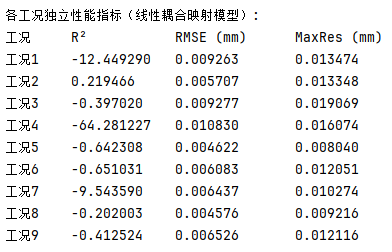 各工况独立性能指标（线性耦合映射模型）：
工况 R² RMSE (mm) MaxRes (mm)
工况1 -12.449290 0.009263 0.013474
工况2 0.219466 0.005707 0.013348
工况3 -0.397020 0.009277 0.019069
工况4 -64.281227 0.010830 0.016074
工况5 -0.642308 0.004622 0.008040
工况6 -0.651031 0.006083 0.012051
工况7 -9.543590 0.006437 0.010274
工况8 -0.202003 0.004576 0.009216
工况9 -0.412524 0.006526 0.012116